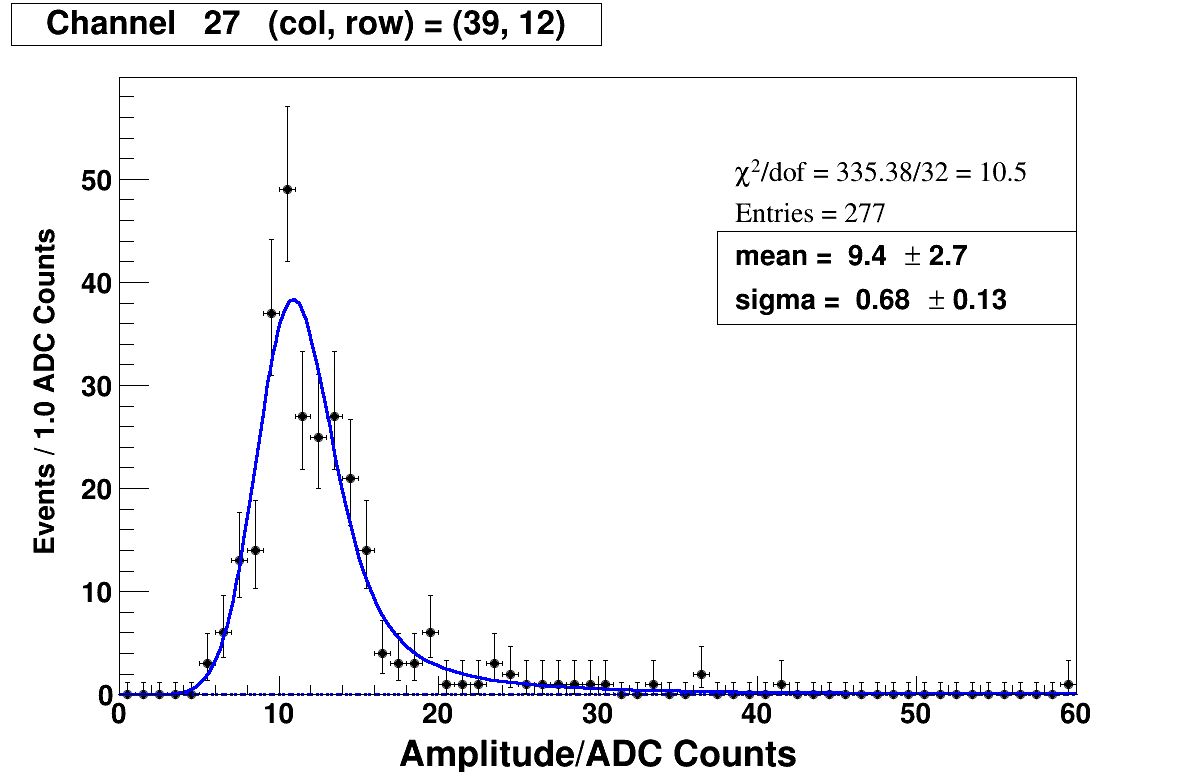 Channel 27 (col, row) = (39, 12)
χ²/dof = 335.38/32 = 10.5
Entries = 277
mean = 9.4 ± 2.7
sigma = 0.68 ± 0.13
Events / 1.0 ADC Counts
50
40
30
20
10
0
0 10 20 30 40 50 60
Amplitude/ADC Counts